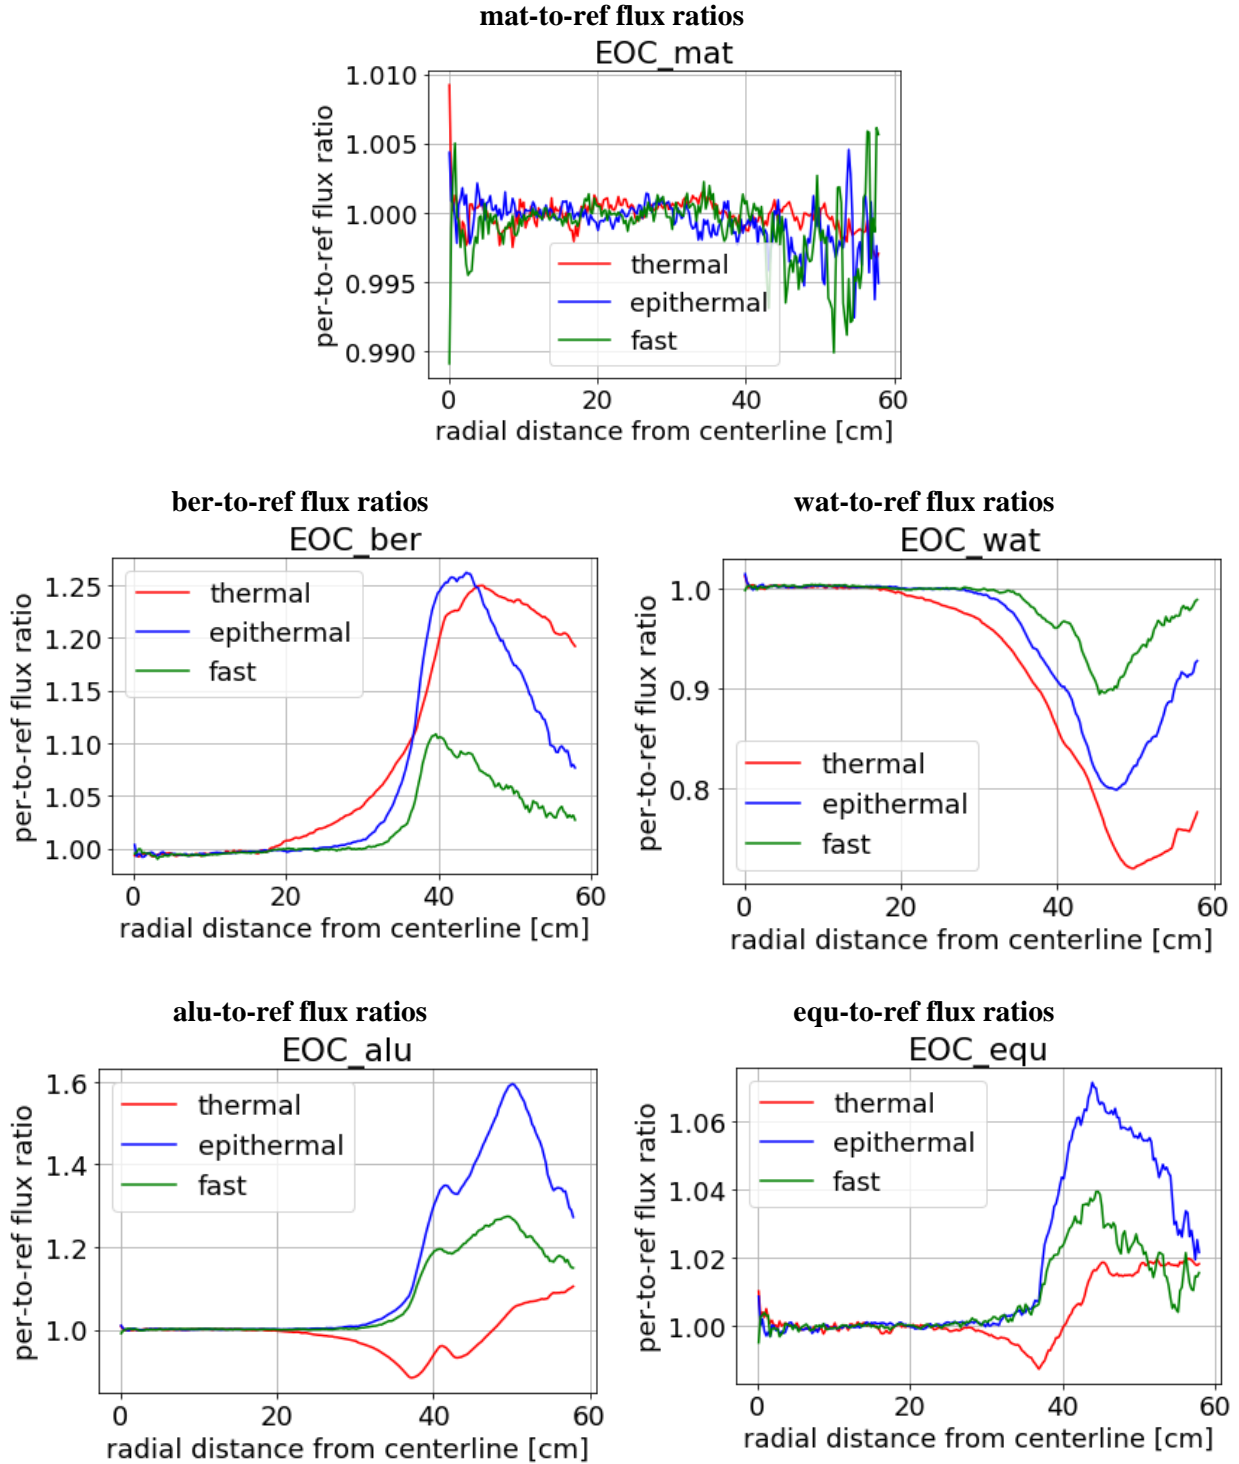 mat-to-ref flux ratios
EOC_mat
1.010
1.005
1.000
0.995
0.990
per-to-ref flux ratio
thermal
epithermal
fast
0 20 40 60
radial distance from centerline [cm]
ber-to-ref flux ratios
EOC_ber
1.25
1.20
1.15
1.10
1.05
1.00
per-to-ref flux ratio
thermal
epithermal
fast
0 20 40 60
radial distance from centerline [cm]
wat-to-ref flux ratios
EOC_wat
1.0
0.9
0.8
per-to-ref flux ratio
thermal
epithermal
fast
0 20 40 60
radial distance from centerline [cm]
alu-to-ref flux ratios
EOC_alu
1.6
1.4
1.2
1.0
per-to-ref flux ratio
thermal
epithermal
fast
0 20 40 60
radial distance from centerline [cm]
equ-to-ref flux ratios
EOC_equ
1.06
1.04
1.02
1.00
per-to-ref flux ratio
thermal
epithermal
fast
0 20 40 60
radial distance from centerline [cm]